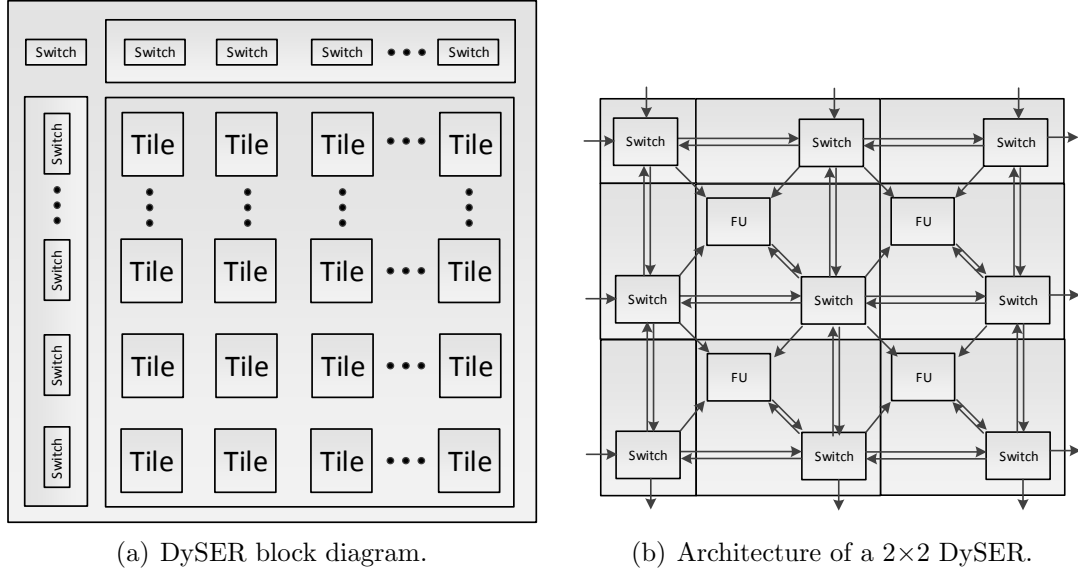 Switch Switch Switch Switch Switch
Switch Tile Tile Tile Tile
Switch Tile Tile Tile Tile
Switch Tile Tile Tile Tile
Switch Tile Tile Tile Tile
(a) DySER block diagram.
Switch Switch Switch
FU FU
Switch Switch Switch
FU FU
Switch Switch Switch
(b) Architecture of a 2×2 DySER.